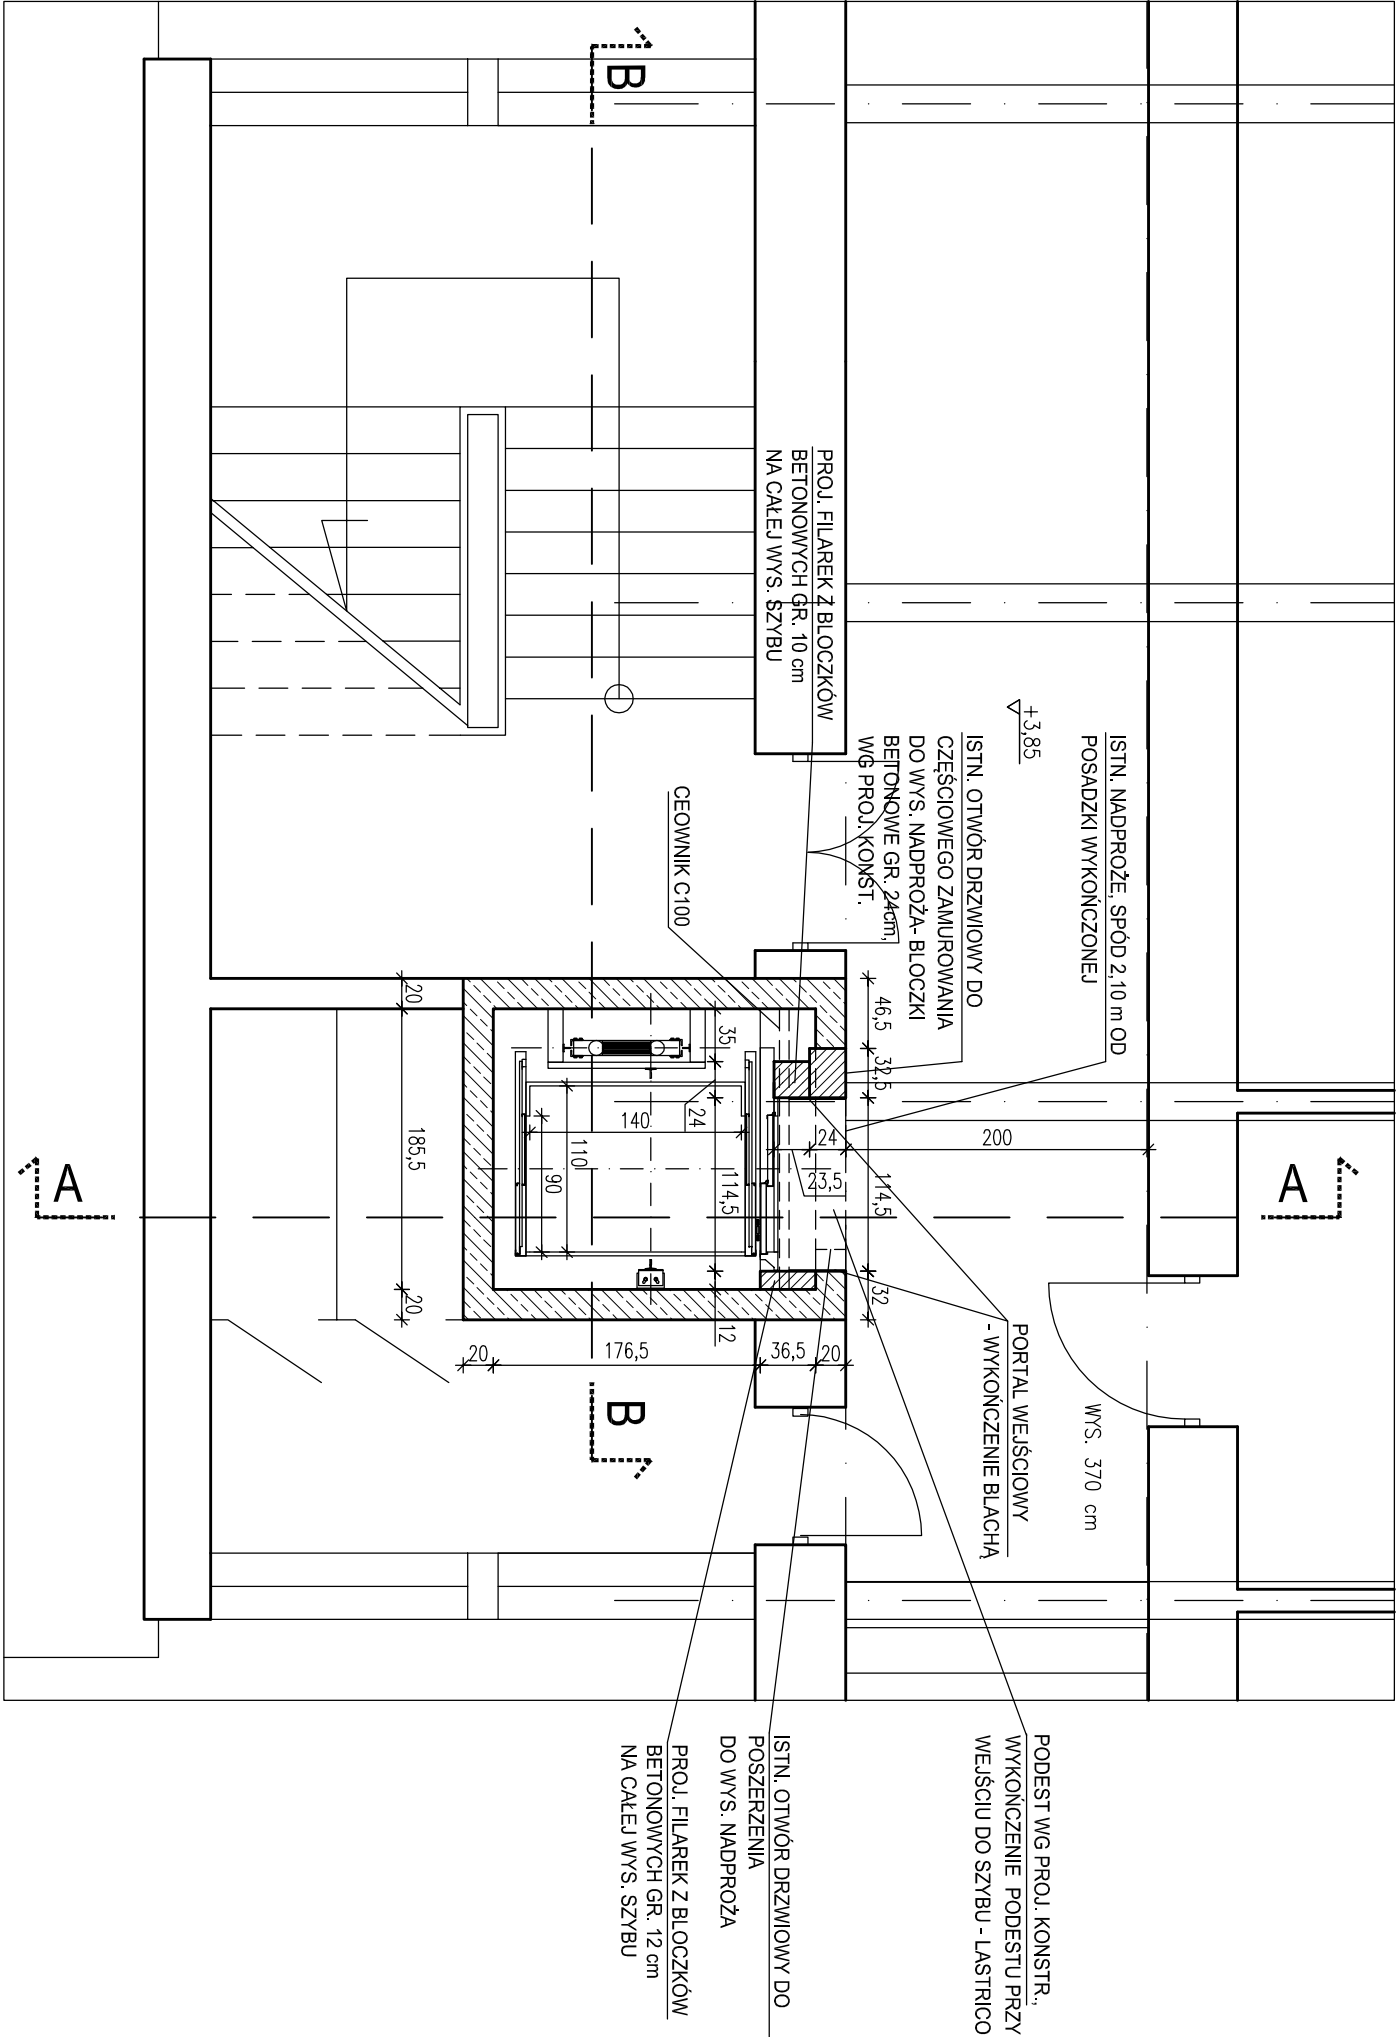 B
PROJ. FILAREK Z BLOCZKÓW
BETONOWYCH GR. 10 cm
NA CAŁEJ WYS. SZYBU
+3,85
ISTN. NADPROŻE, SPÓD 2,10 m OD
POSADZKI WYKOŃCZONEJ
ISTN. OTWÓR DRZWIOWY DO
CZĘŚCIOWEGO ZAMUROWANIA
DO WYS. NADPROŻA- BLOCZKI
BETONOWE GR. 24cm,
WG PROJ. KONST.
CEOWNIK C100
46,5
32,5
114,5
32
200
24
23,5
35
24
114,5
12
140
110
90
20
185,5
20
20
176,5
36,5
20
A
A
B
PORTAL WEJŚCIOWY
- WYKOŃCZENIE BLACHĄ
WYS. 370 cm
PODEST WG PROJ. KONSTR.,
WYKOŃCZENIE PODESTU PRZY
WEJŚCIU DO SZYBU - LASTRICO
ISTN. OTWÓR DRZWIOWY DO
POSZERZENIA
DO WYS. NADPROŻA
PROJ. FILAREK Z BLOCZKÓW
BETONOWYCH GR. 12 cm
NA CAŁEJ WYS. SZYBU